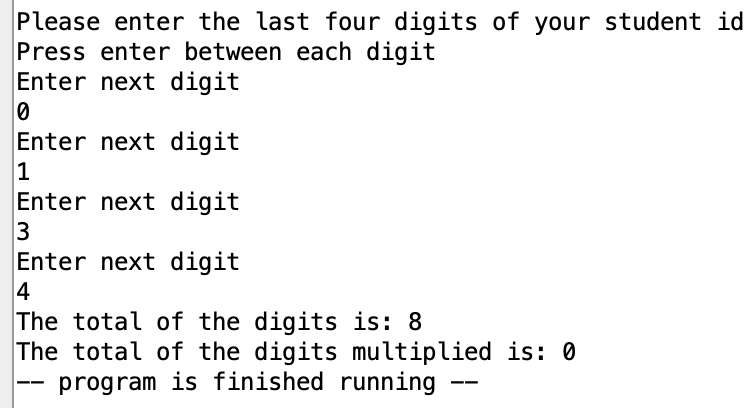 Please enter the last four digits of your student id
Press enter between each digit
Enter next digit
0
Enter next digit
1
Enter next digit
3
Enter next digit
4
The total of the digits is: 8
The total of the digits multiplied is: 0
-- program is finished running --